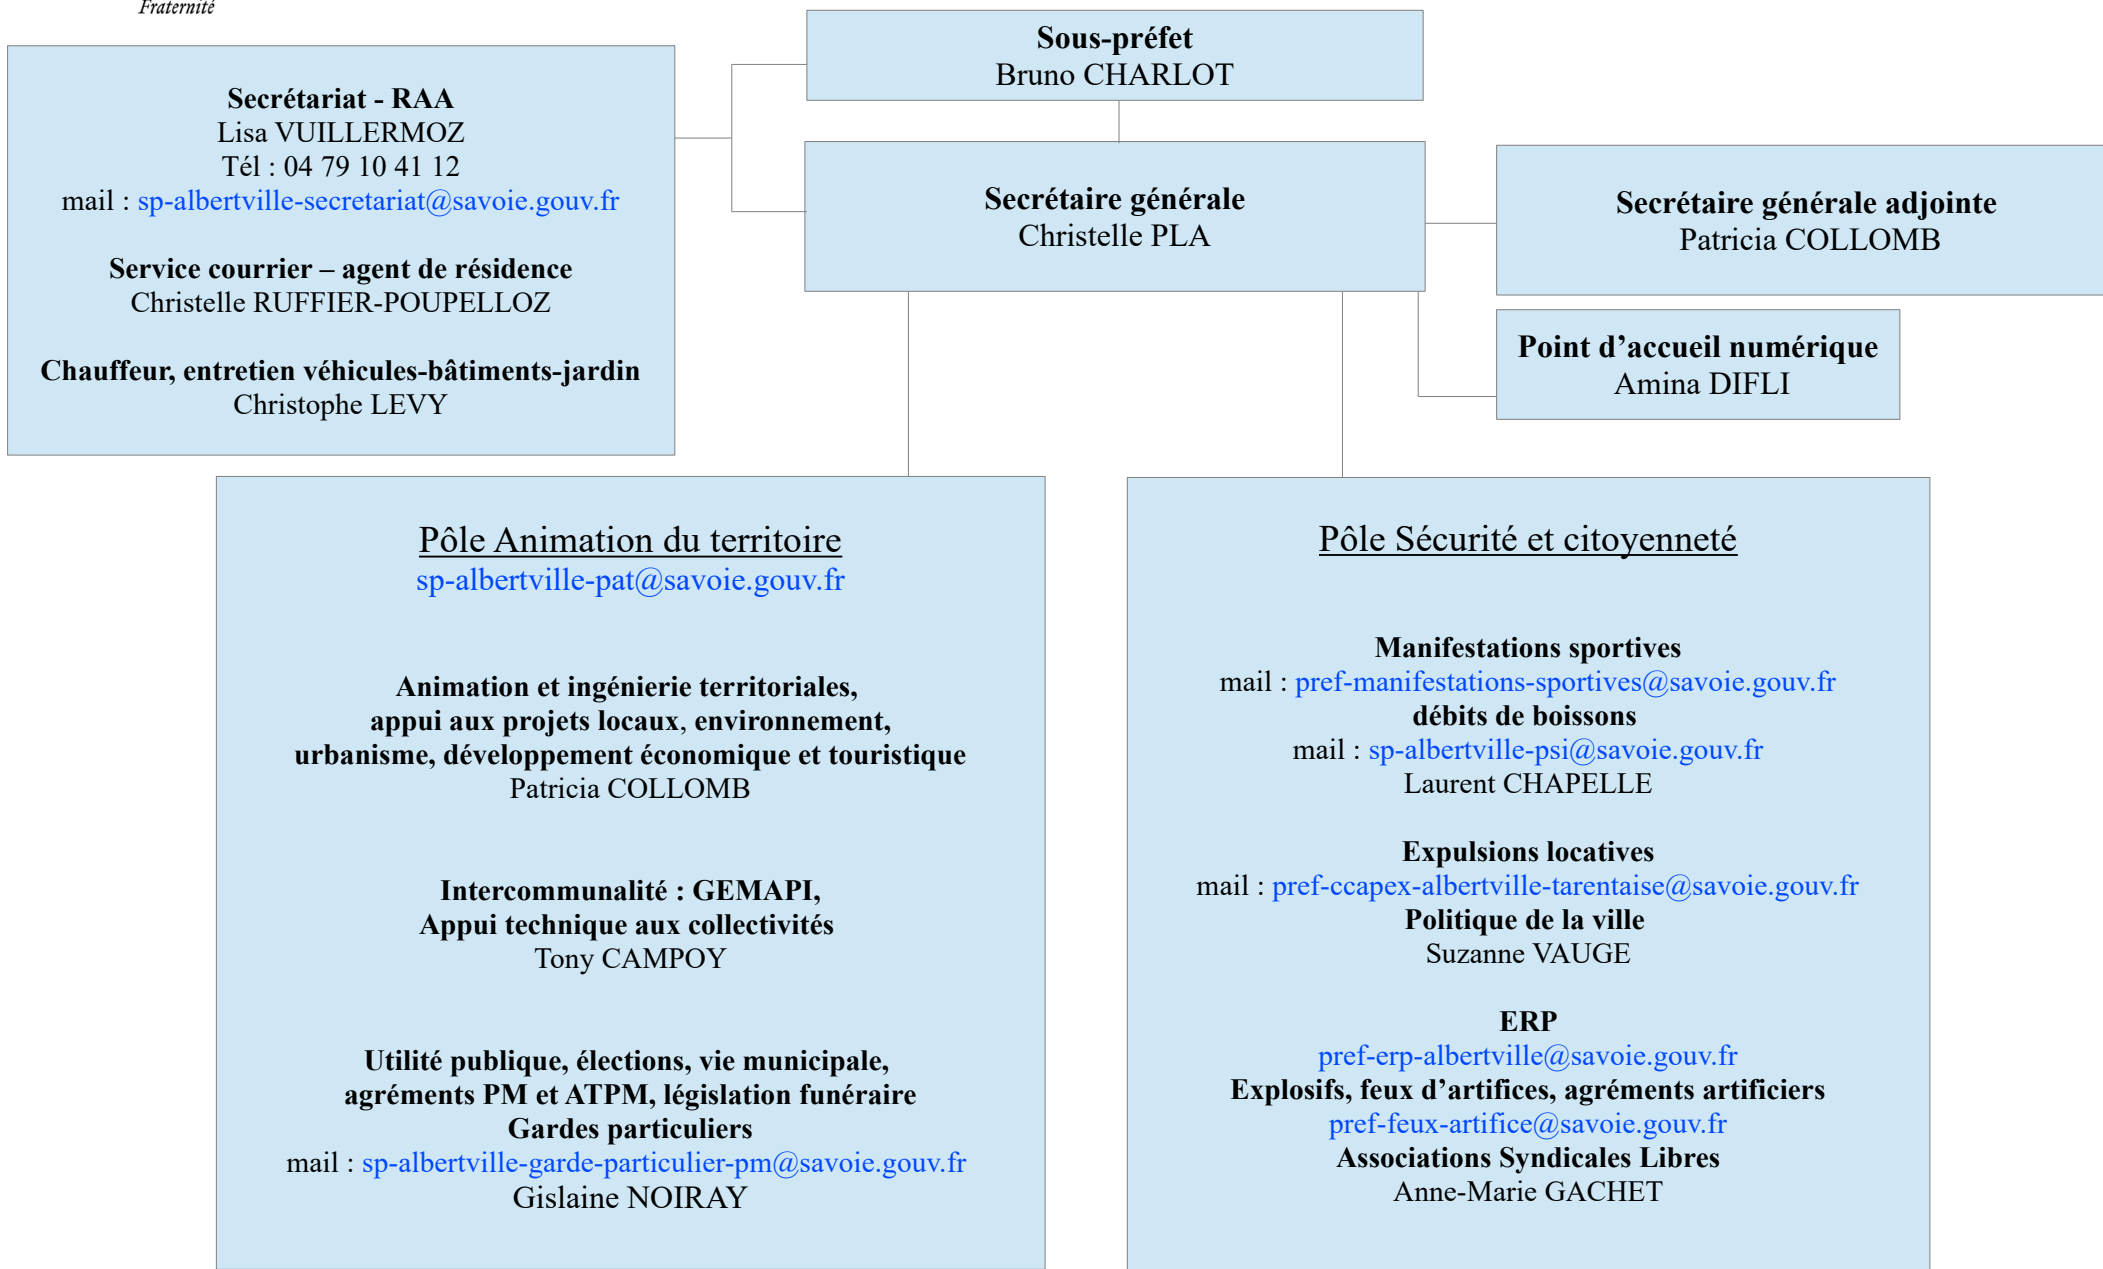 Fraternité
Sous-préfet
Bruno CHARLOT
Secrétariat - RAA
Lisa VUILLERMOZ
Tél : 04 79 10 41 12
mail : sp-albertville-secretariat@savoie.gouv.fr
Service courrier – agent de résidence
Christelle RUFFIER-POUPELLOZ
Chauffeur, entretien véhicules-bâtiments-jardin
Christophe LEVY
Secrétaire générale
Christelle PLA
Secrétaire générale adjointe
Patricia COLLOMB
Point d’accueil numérique
Amina DIFLI
Pôle Animation du territoire
sp-albertville-pat@savoie.gouv.fr
Animation et ingénierie territoriales,
appui aux projets locaux, environnement,
urbanisme, développement économique et touristique
Patricia COLLOMB
Intercommunalité : GEMAPI,
Appui technique aux collectivités
Tony CAMPOY
Utilité publique, élections, vie municipale,
agréments PM et ATPM, législation funéraire
Gardes particuliers
mail : sp-albertville-garde-particulier-pm@savoie.gouv.fr
Gislaine NOIRAY
Pôle Sécurité et citoyenneté
Manifestations sportives
mail : pref-manifestations-sportives@savoie.gouv.fr
débits de boissons
mail : sp-albertville-psi@savoie.gouv.fr
Laurent CHAPELLE
Expulsions locatives
mail : pref-ccapex-albertville-tarentaise@savoie.gouv.fr
Politique de la ville
Suzanne VAUGE
ERP
pref-erp-albertville@savoie.gouv.fr
Explosifs, feux d’artifices, agréments artificiers
pref-feux-artifice@savoie.gouv.fr
Associations Syndicales Libres
Anne-Marie GACHET